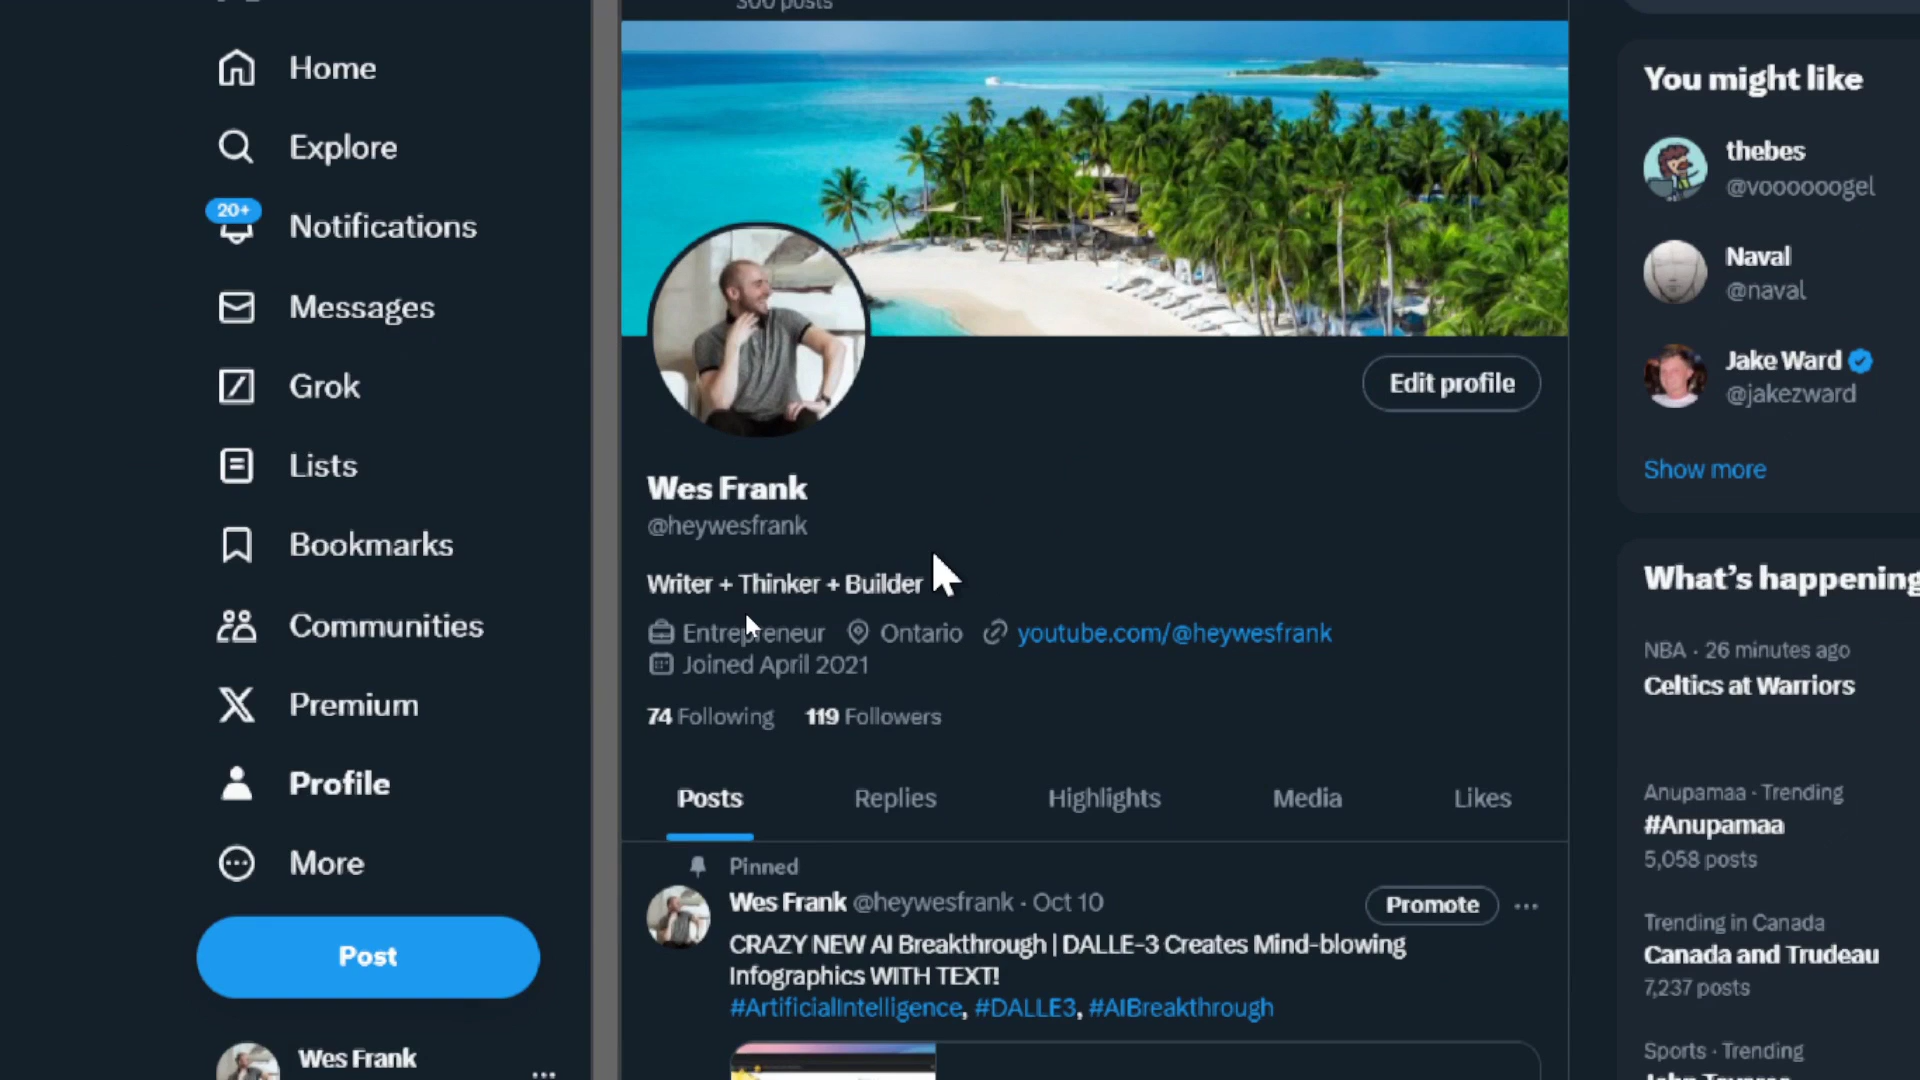 300 posts
Home
Explore
20+
Notifications
Messages
Grok
Lists
Bookmarks
Communities
Premium
Profile
More
Post
Wes Frank
Edit profile
Wes Frank
@heywesfrank
Writer + Thinker + Builder
Entrepreneur Ontario youtube.com/@heywesfrank
Joined April 2021
74 Following 119 Followers
Posts Replies Highlights Media Likes
Pinned
Wes Frank @heywesfrank · Oct 10
Promote
CRAZY NEW AI Breakthrough | DALLE-3 Creates Mind-blowing
Infographics WITH TEXT!
#ArtificialIntelligence, #DALLE3, #AIBreakthrough
You might like
thebes
@voooooogel
Naval
@naval
Jake Ward
@jakezward
Show more
What's happening
NBA · 26 minutes ago
Celtics at Warriors
Anupamaa · Trending
#Anupamaa
5,058 posts
Trending in Canada
Canada and Trudeau
7,237 posts
Sports · Trending